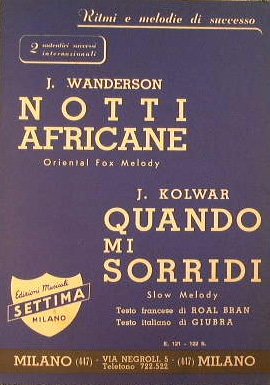 Ritmi e melodie di successo
2 autentici successi
internazionali
J. WANDERSON
NOTTI
AFRICANE
Oriental Fox Melody
J. KOLWAR
QUANDO
MI
SORRIDI
Slow Melody
Testo francese di ROAL BRAN
Testo italiano di GIUBRA
Edizioni Musicali
SETTIMA
MILANO
E. 121 - 122 S.
MILANO (417) - VIA NEGROLI, 5 - (417) MILANO
Telefono 722.522